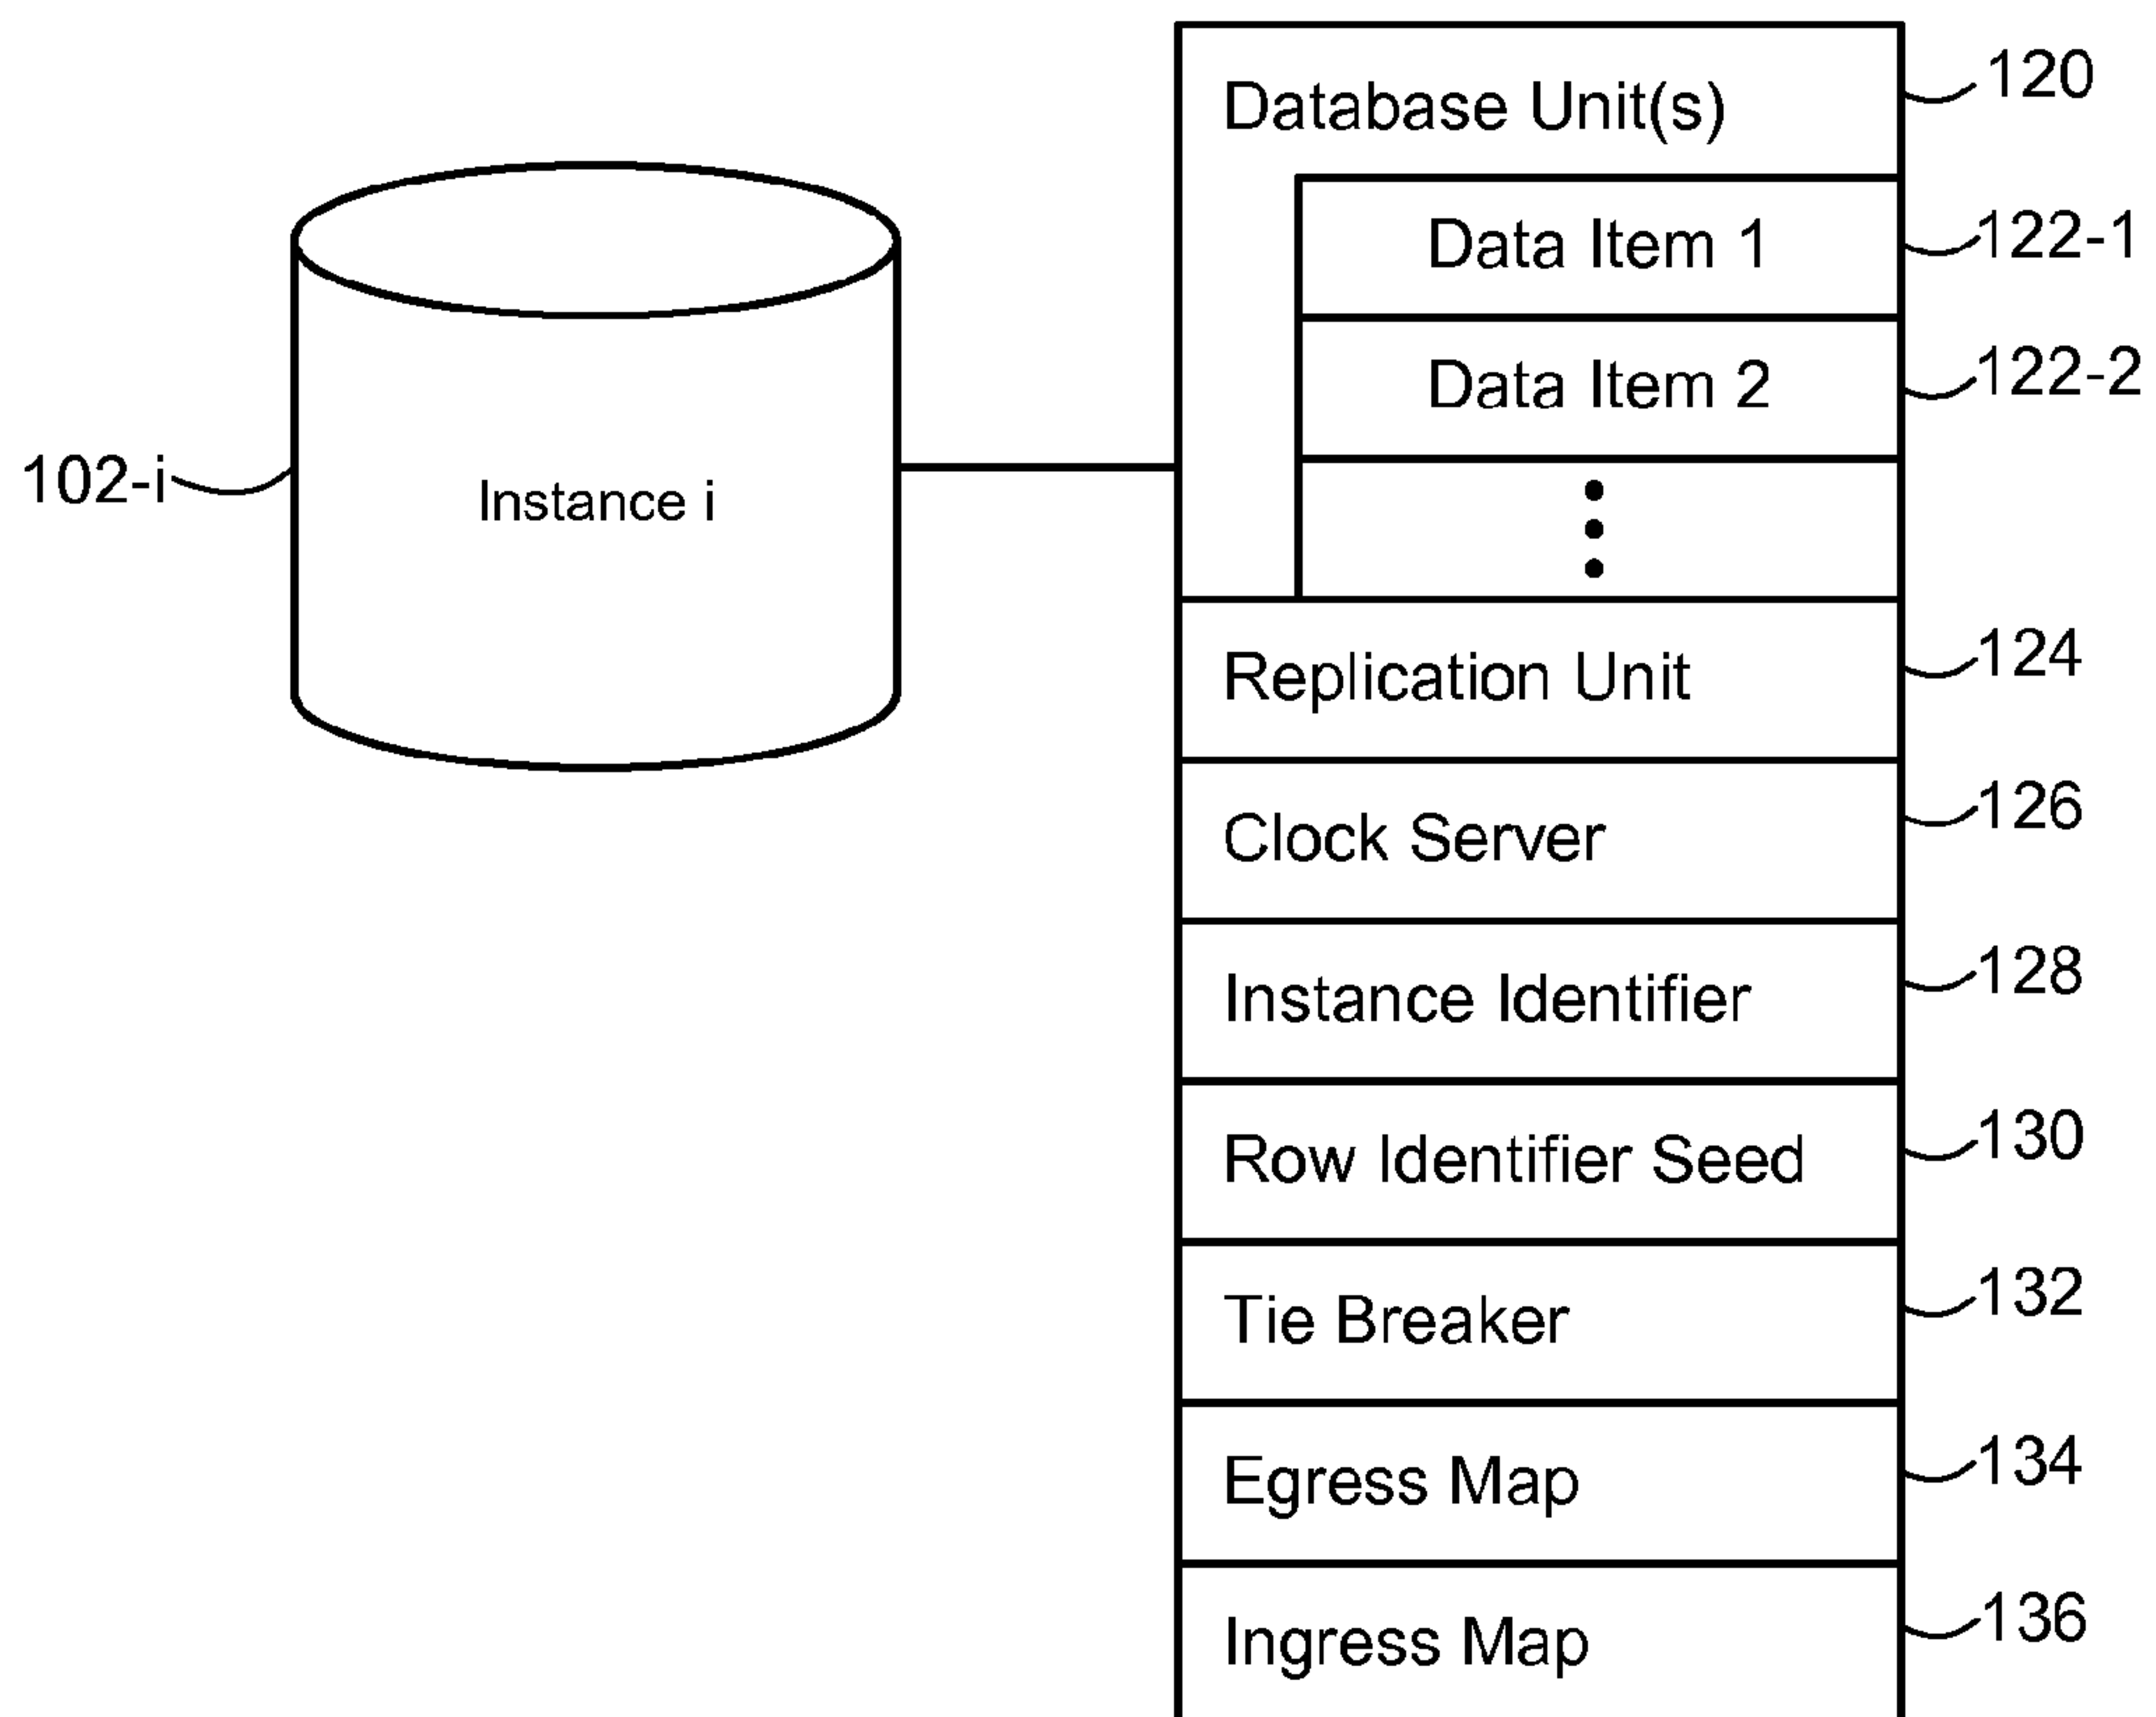 Database Unit(s) 120
Data Item 1 122-1
Data Item 2 122-2
102-i Instance i
Replication Unit 124
Clock Server 126
Instance Identifier 128
Row Identifier Seed 130
Tie Breaker 132
Egress Map 134
Ingress Map 136